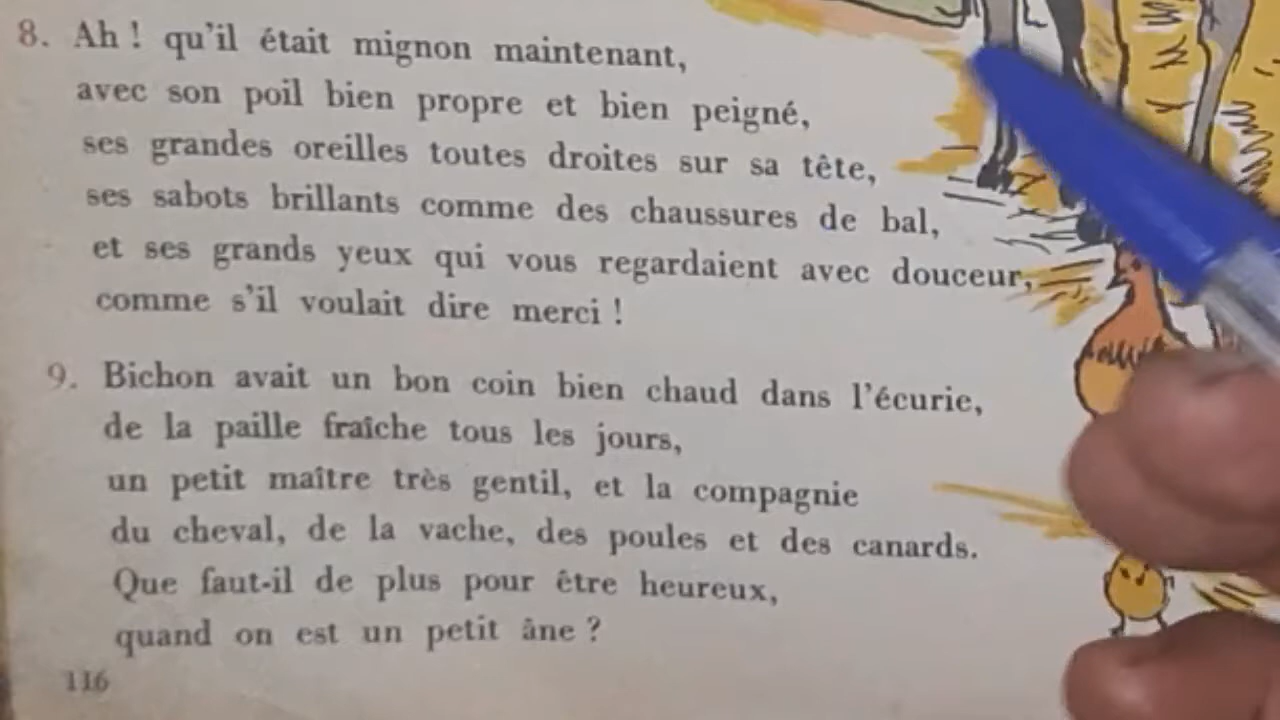 8. Ah ! qu'il était mignon maintenant,
avec son poil bien propre et bien peigné,
ses grandes oreilles toutes droites sur sa tête,
ses sabots brillants comme des chaussures de bal,
et ses grands yeux qui vous regardaient avec douceur,
comme s'il voulait dire merci !
9. Bichon avait un bon coin bien chaud dans l'écurie,
de la paille fraîche tous les jours,
un petit maître très gentil, et la compagnie
du cheval, de la vache, des poules et des canards.
Que faut-il de plus pour être heureux,
quand on est un petit âne ?
116